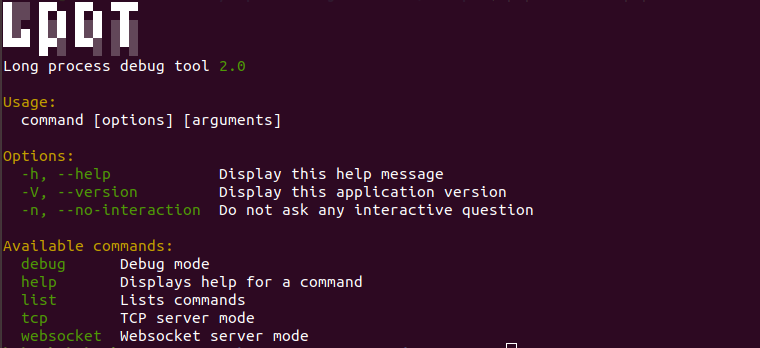 LPDT
Long process debug tool 2.0
Usage:
command [options] [arguments]
Options:
-h, --help Display this help message
-V, --version Display this application version
-n, --no-interaction Do not ask any interactive question
Available commands:
debug Debug mode
help Displays help for a command
list Lists commands
tcp TCP server mode
websocket Websocket server mode